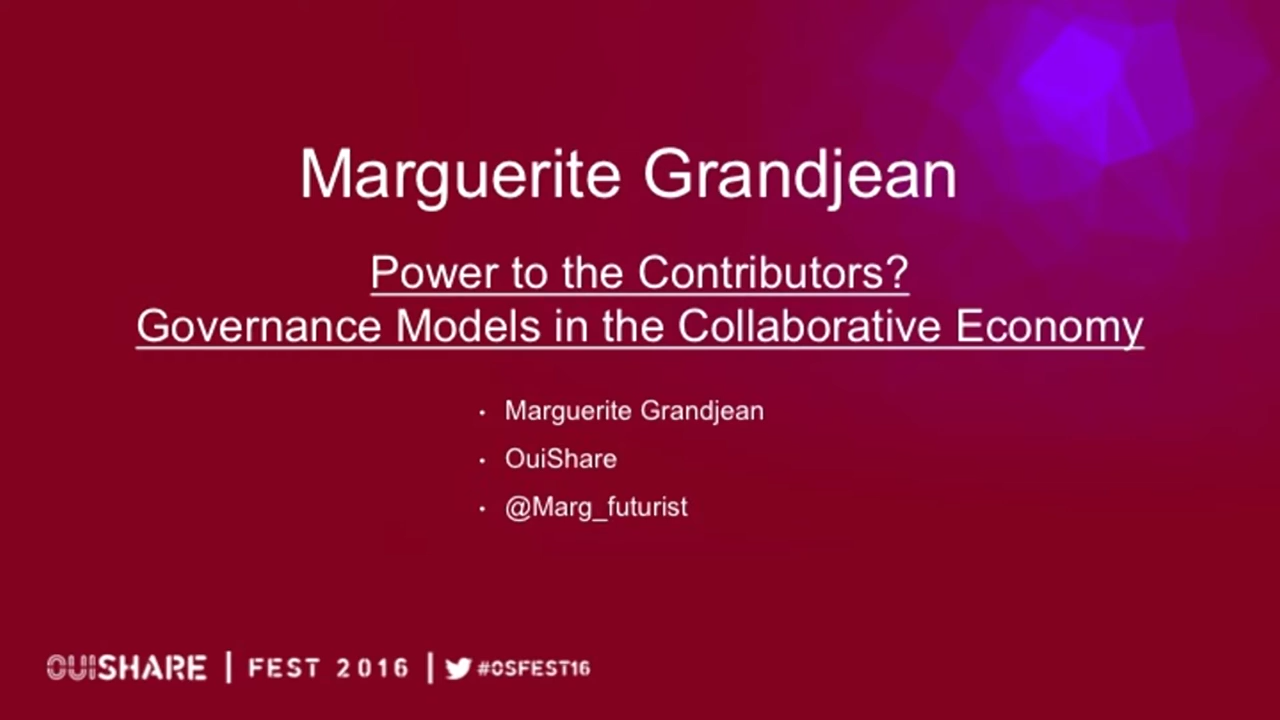 Marguerite Grandjean
Power to the Contributors?
Governance Models in the Collaborative Economy
• Marguerite Grandjean
• OuiShare
• @Marg_futurist
OUISHARE | FEST 2016 | #OSFEST16